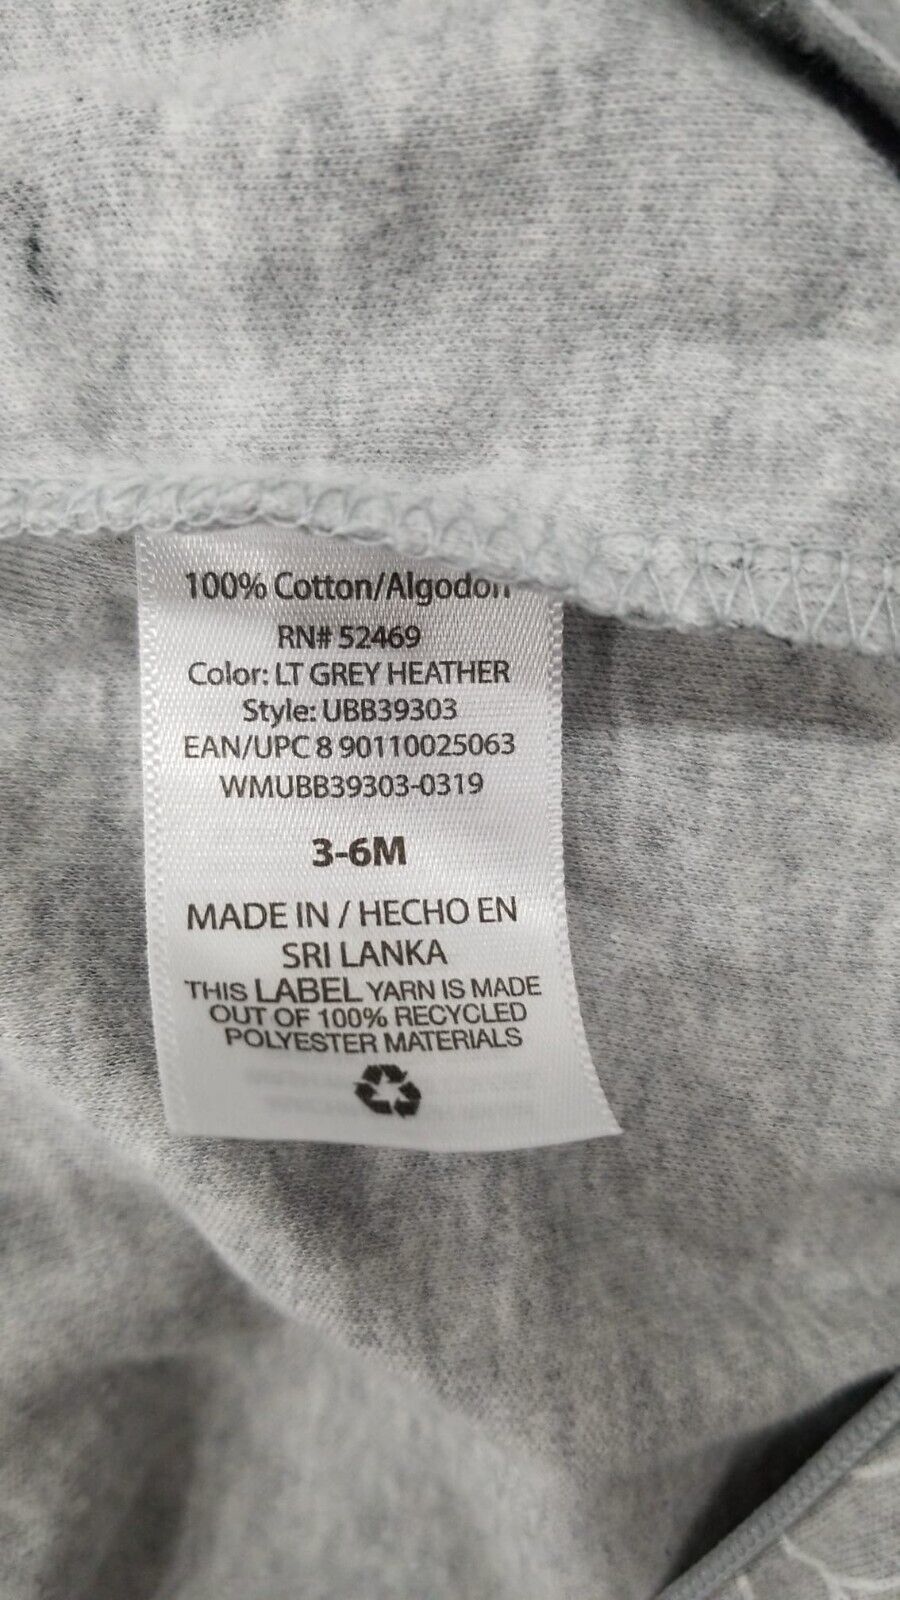 100% Cotton/Algodon
RN# 52469
Color: LT GREY HEATHER
Style: UBB39303
EAN/UPC 8 90110025063
WMUBB39303-0319
3-6M
MADE IN / HECHO EN
SRI LANKA
THIS LABEL YARN IS MADE
OUT OF 100% RECYCLED
POLYESTER MATERIALS